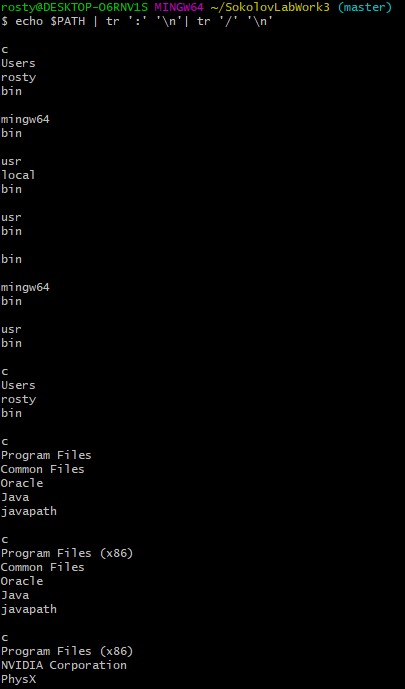 rosty@DESKTOP-O6RNV1S MINGW64 ~/SokolovLabWork3 (master)
$ echo $PATH | tr ':' '\n'| tr '/' '\n'
c
Users
rosty
bin
mingw64
bin
usr
local
bin
usr
bin
bin
mingw64
bin
usr
bin
c
Users
rosty
bin
c
Program Files
Common Files
Oracle
Java
javapath
c
Program Files (x86)
Common Files
Oracle
Java
javapath
c
Program Files (x86)
NVIDIA Corporation
PhysX